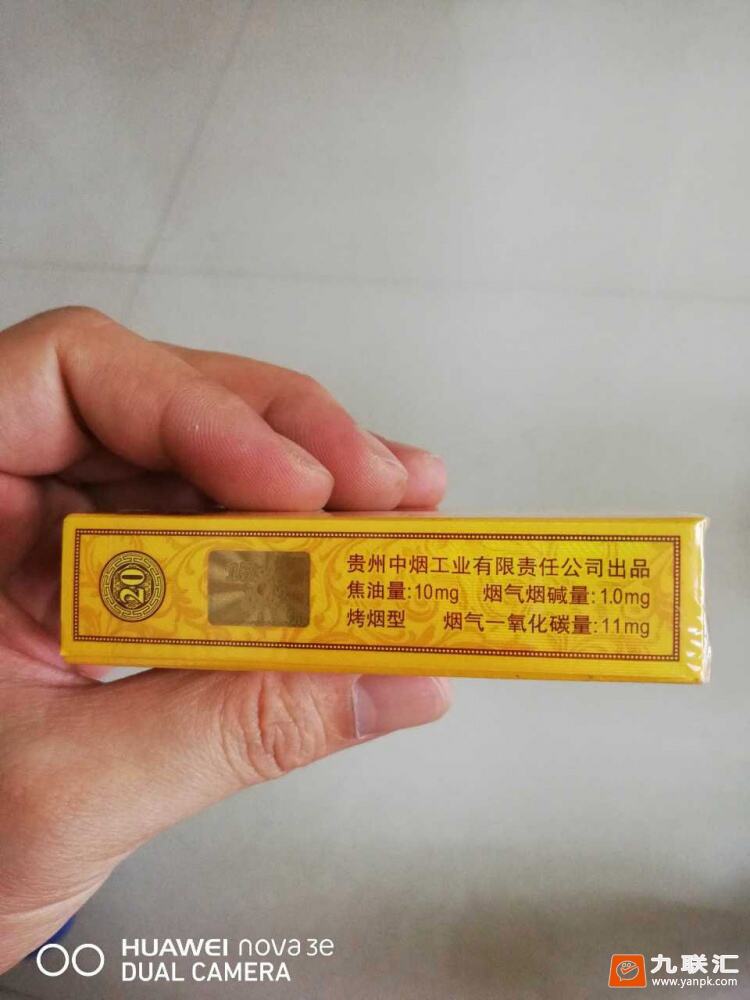 20
贵州中烟工业有限责任公司出品
焦油量:10mg 烟气烟碱量:1.0mg
烤烟型 烟气一氧化碳量:11mg
HUAWEI nova 3e
DUAL CAMERA
九联汇
www.yanpk.com